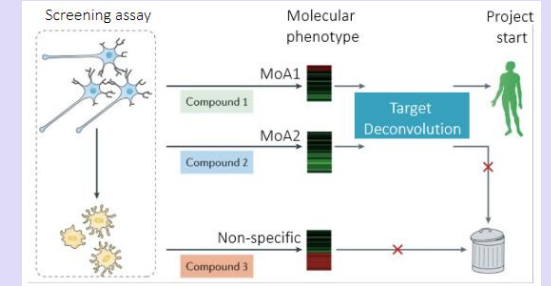 Screening assay
Molecular
phenotype
Project
start
MoA1
Compound 1
Target
Deconvolution
MoA2
Compound 2
Non-specific
Compound 3